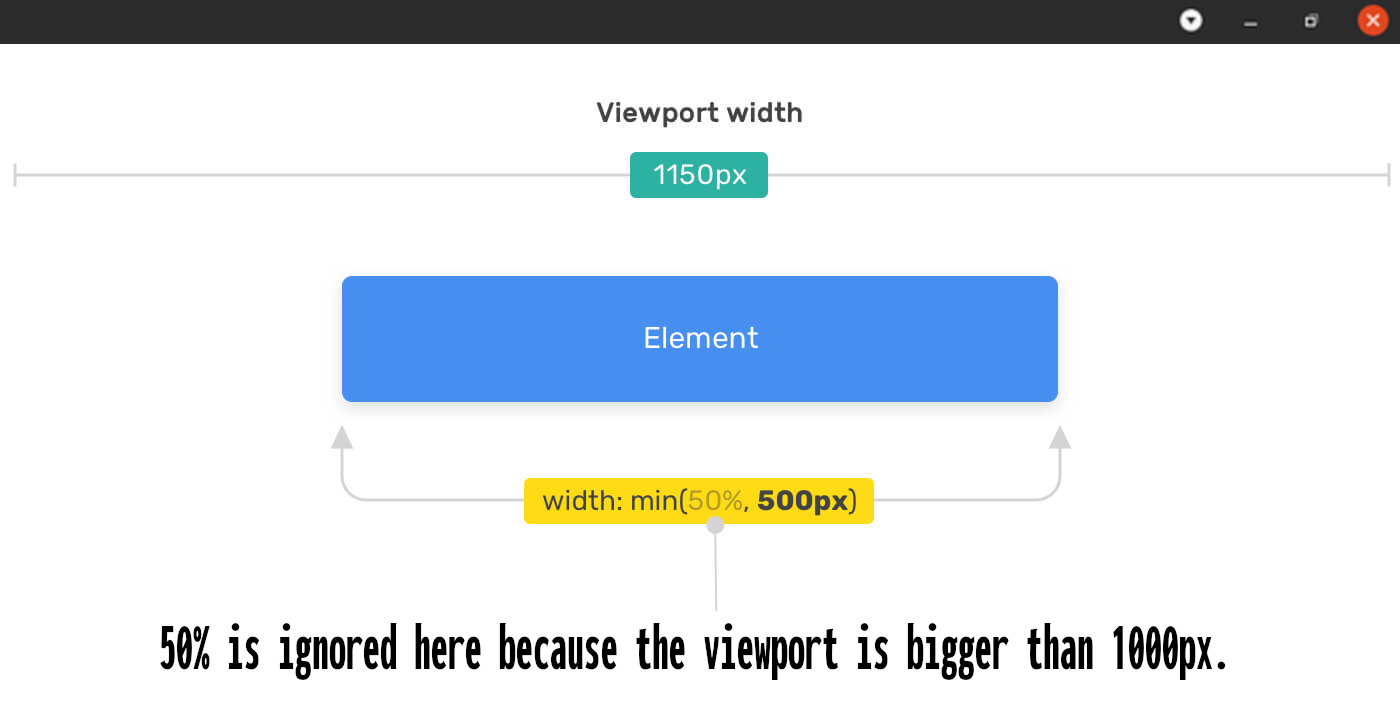 Viewport width
1150px
Element
width: min(50%, 500px)
50% is ignored here because the viewport is bigger than 1000px.